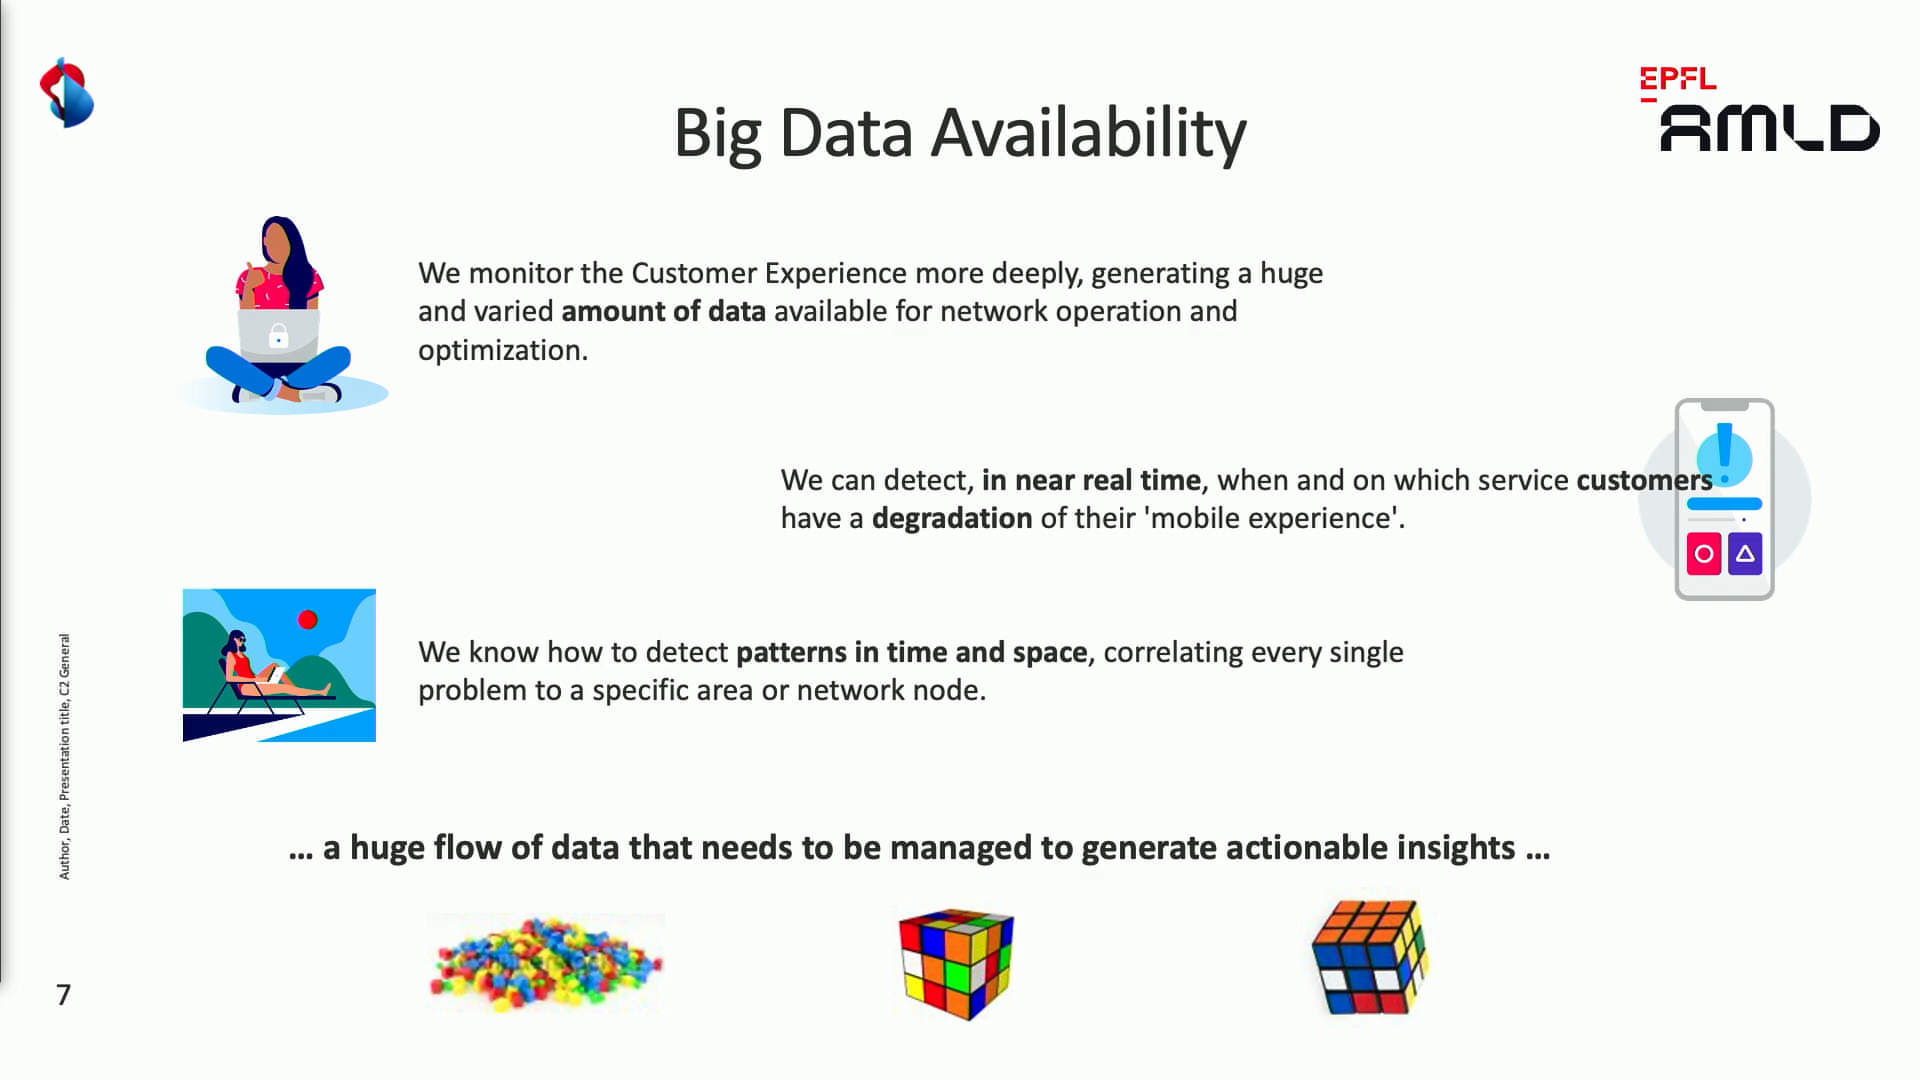 EPFL
AMLD
Big Data Availability
We monitor the Customer Experience more deeply, generating a huge
and varied amount of data available for network operation and
optimization.
We can detect, in near real time, when and on which service customers
have a degradation of their 'mobile experience'.
We know how to detect patterns in time and space, correlating every single
problem to a specific area or network node.
... a huge flow of data that needs to be managed to generate actionable insights ...
Author, Date, Presentation title, C2 General
7